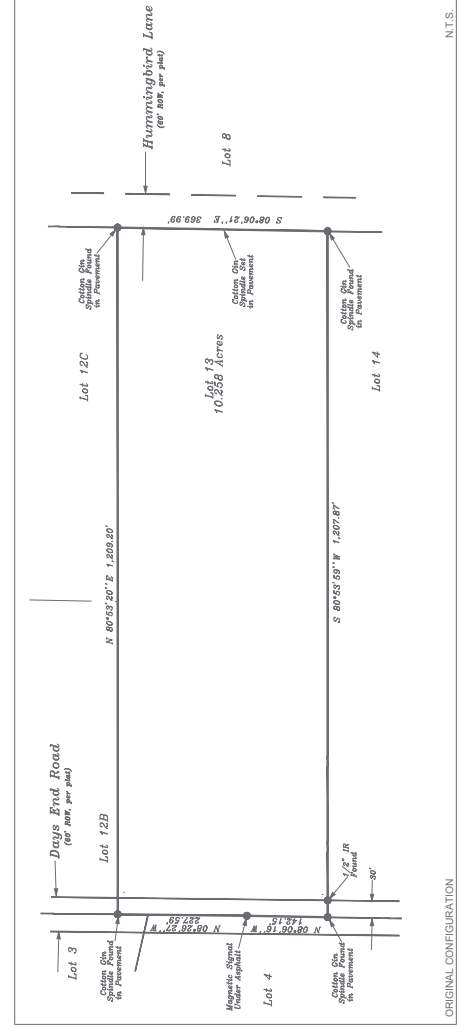 Days End Road
(60' ROW, per plat)
Hummingbird Lane
(60' ROW, per plat)
Lot 3
Lot 12B
Lot 12C
Lot 8
Cotton Gin
Spindle Found
in Pavement
N 80°53'20''E 1,209.20'
Cotton Gin
Spindle Found
in Pavement
N 08°26'27''W
227.59'
Magnetic Signal
Under Asphalt
N 08°06'16''W
142.15'
Lot 13
10.258 Acres
Cotton Gin
Spindle Set
in Pavement
S 08°06'21''E 369.99'
Lot 4
Cotton Gin
Spindle Found
in Pavement
1/2" IR
Found
30'
S 80°53'59''W 1,207.87'
Cotton Gin
Spindle Found
in Pavement
Lot 14
ORIGINAL CONFIGURATION
N.T.S.